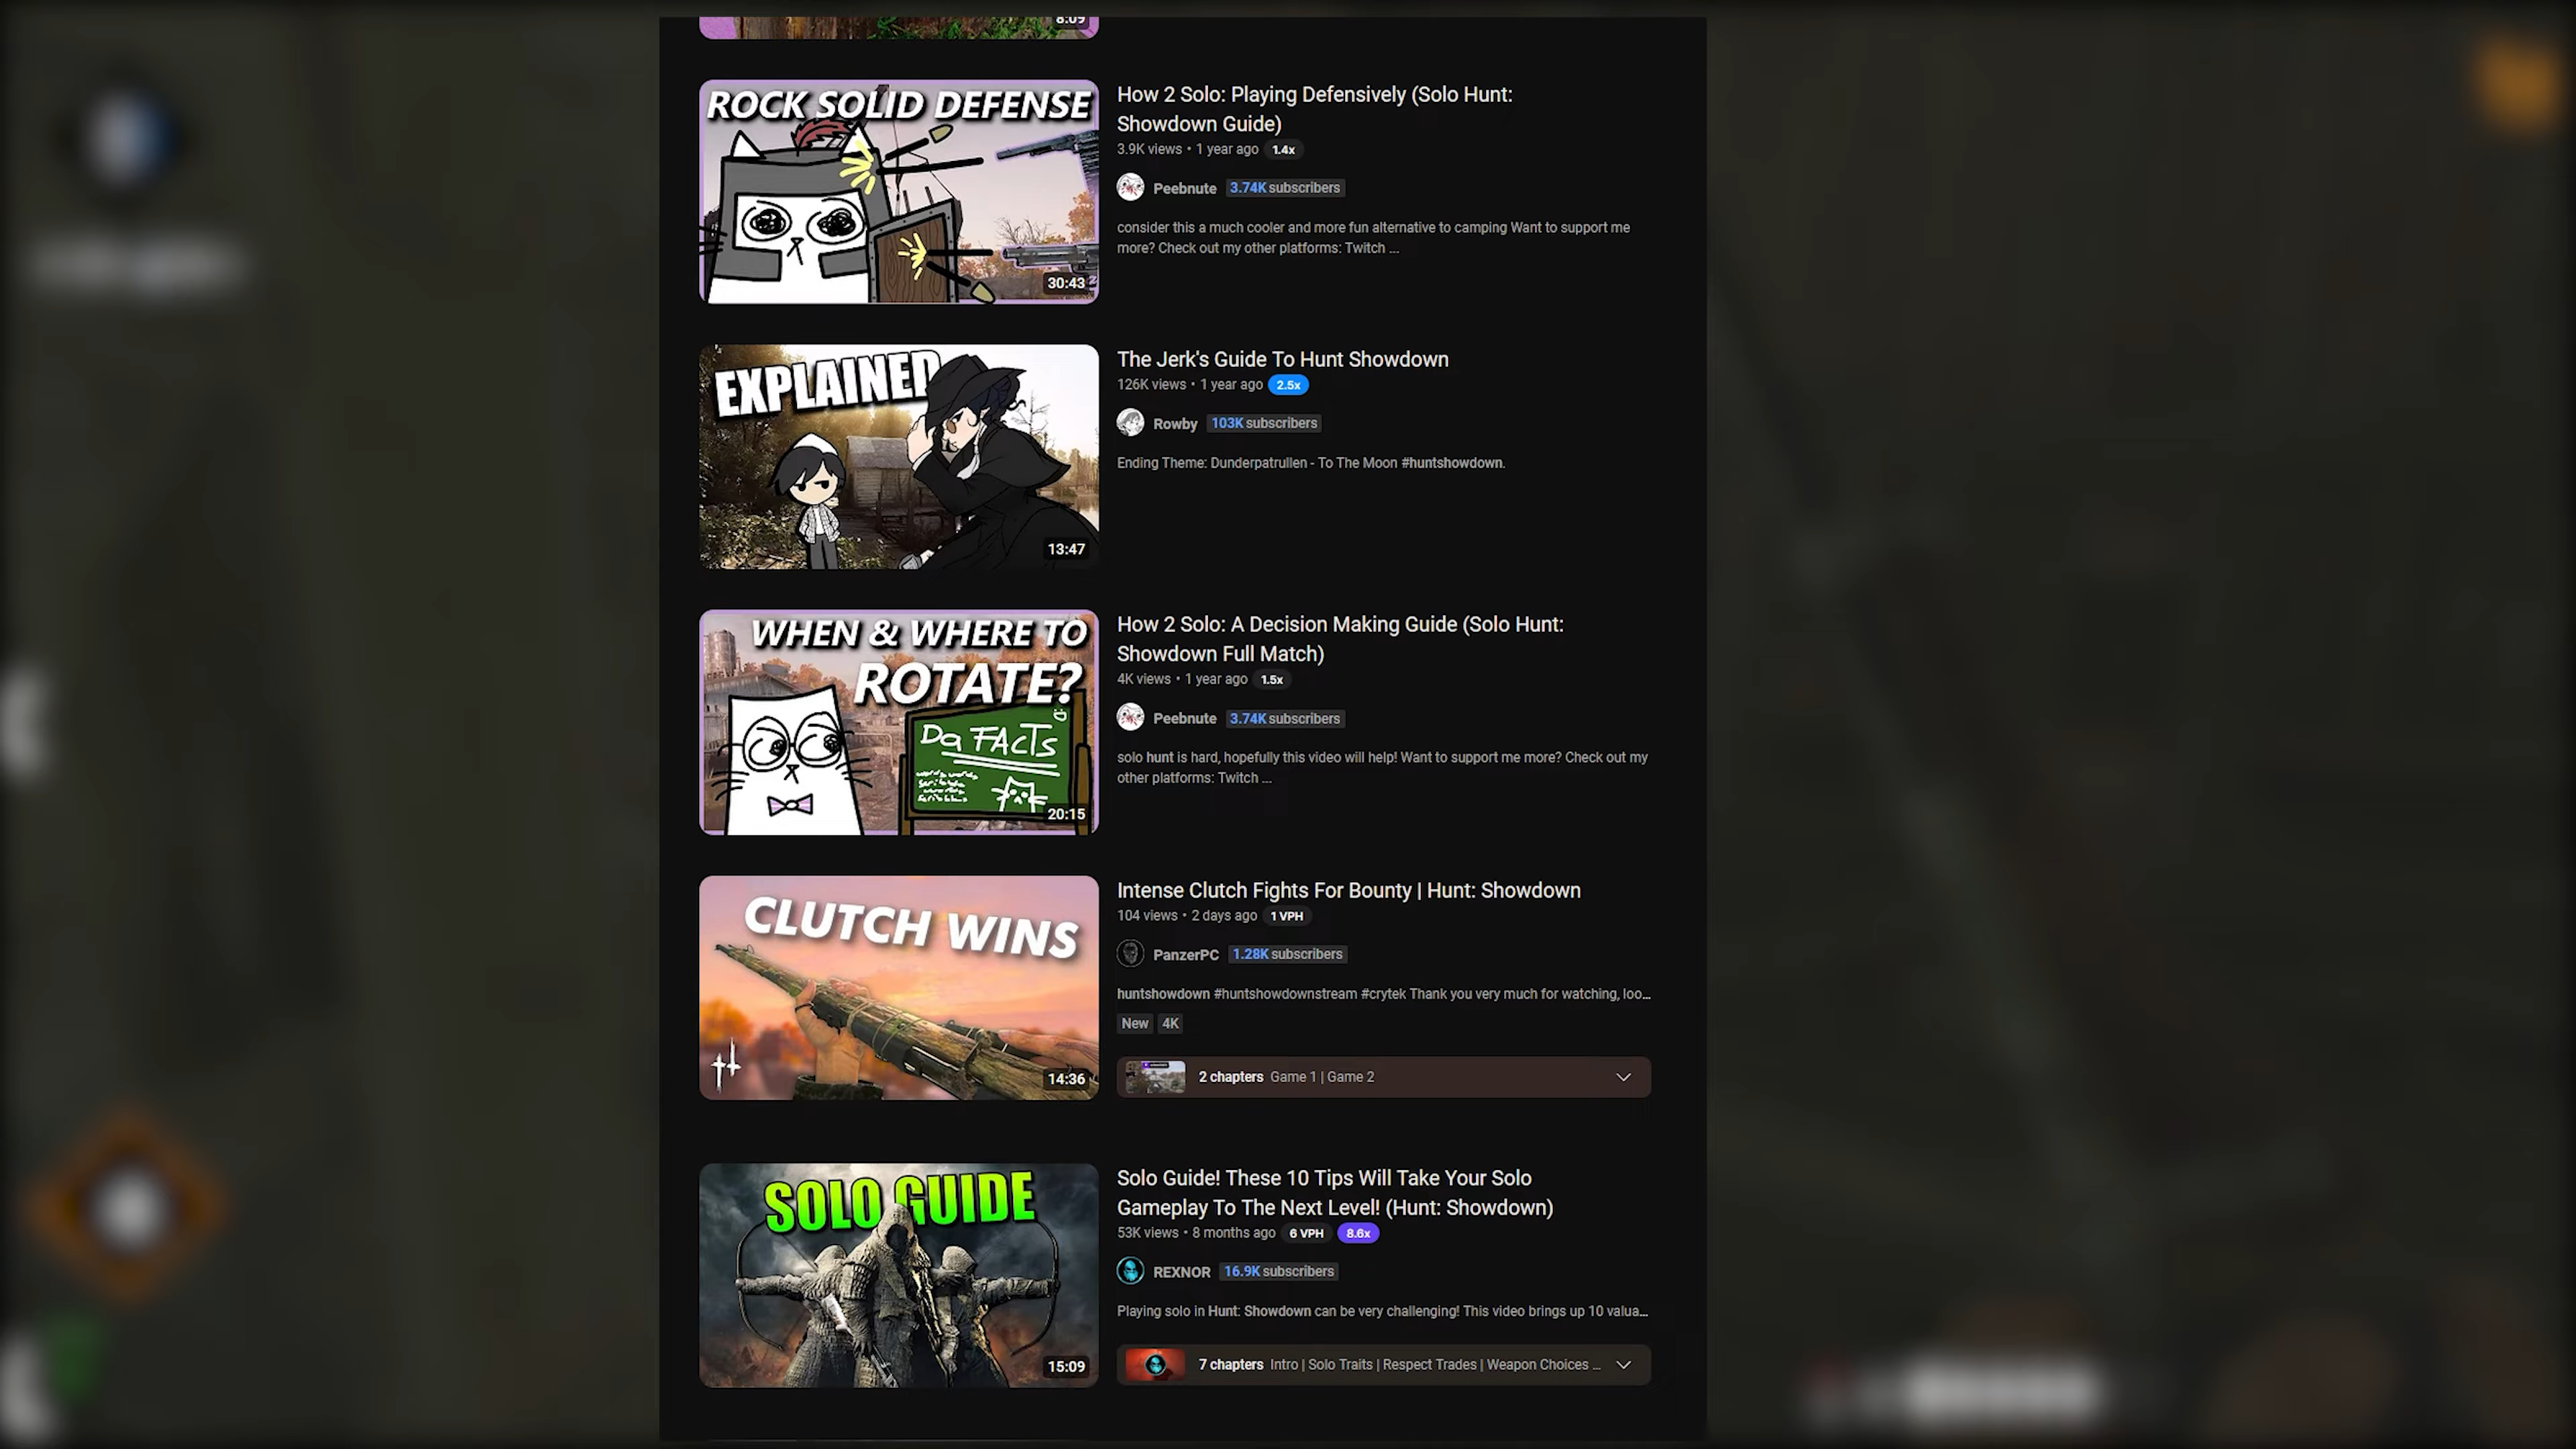 8:09
ROCK SOLID DEFENSE
30:43
How 2 Solo: Playing Defensively (Solo Hunt:
Showdown Guide)
3.9K views • 1 year ago 1.4x
Peebnute 3.74K subscribers
consider this a much cooler and more fun alternative to camping Want to support me
more? Check out my other platforms: Twitch ...
EXPLAINED
13:47
The Jerk's Guide To Hunt Showdown
126K views • 1 year ago 2.5x
Rowby 103K subscribers
Ending Theme: Dunderpatrullen - To The Moon #huntshowdown.
WHEN & WHERE TO
ROTATE?
Da FACTS
20:15
How 2 Solo: A Decision Making Guide (Solo Hunt:
Showdown Full Match)
4K views • 1 year ago 1.5x
Peebnute 3.74K subscribers
solo hunt is hard, hopefully this video will help! Want to support me more? Check out my
other platforms: Twitch ...
CLUTCH WINS
14:36
Intense Clutch Fights For Bounty | Hunt: Showdown
104 views • 2 days ago 1 VPH
PanzerPC 1.28K subscribers
huntshowdown #huntshowdownstream #crytek Thank you very much for watching, loo...
New 4K
2 chapters Game 1 | Game 2
SOLO GUIDE
15:09
Solo Guide! These 10 Tips Will Take Your Solo
Gameplay To The Next Level! (Hunt: Showdown)
53K views • 8 months ago 6 VPH 8.6x
REXNOR 16.9K subscribers
Playing solo in Hunt: Showdown can be very challenging! This video brings up 10 valua...
7 chapters Intro | Solo Traits | Respect Trades | Weapon Choices ...